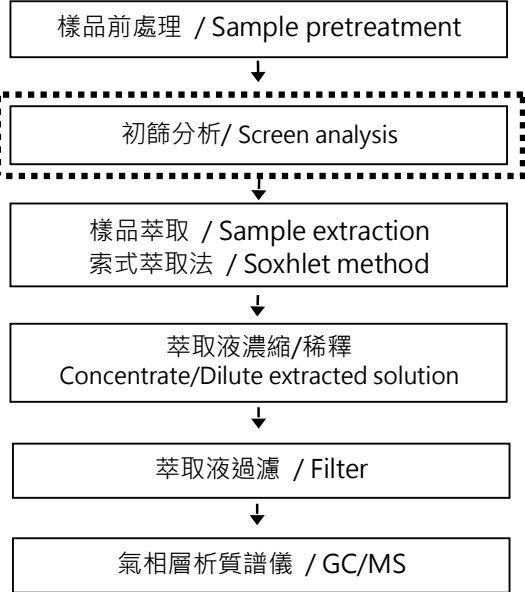 樣品前處理 / Sample pretreatment
初篩分析/ Screen analysis
樣品萃取 / Sample extraction
索式萃取法 / Soxhlet method
萃取液濃縮/稀釋
Concentrate/Dilute extracted solution
萃取液過濾 / Filter
氣相層析質譜儀 / GC/MS